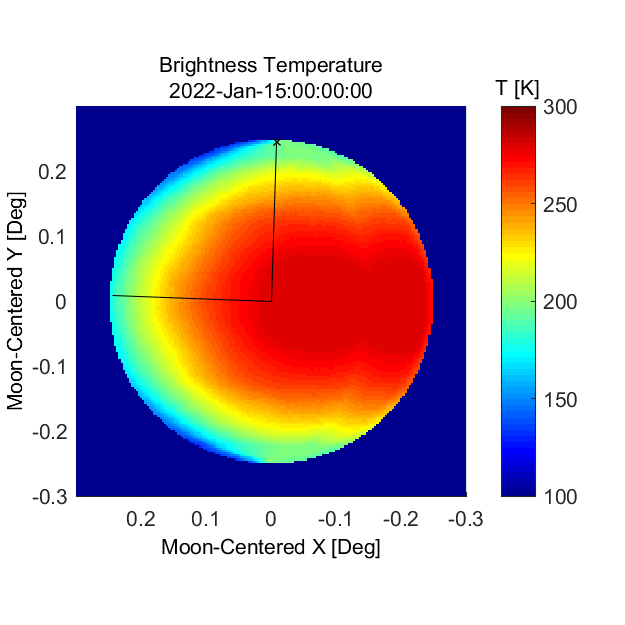 Brightness Temperature
2022-Jan-15:00:00:00
T [K]
300
250
200
150
100
Moon-Centered Y [Deg]
0.2
0.1
0
-0.1
-0.2
-0.3
0.2 0.1 0 -0.1 -0.2 -0.3
Moon-Centered X [Deg]